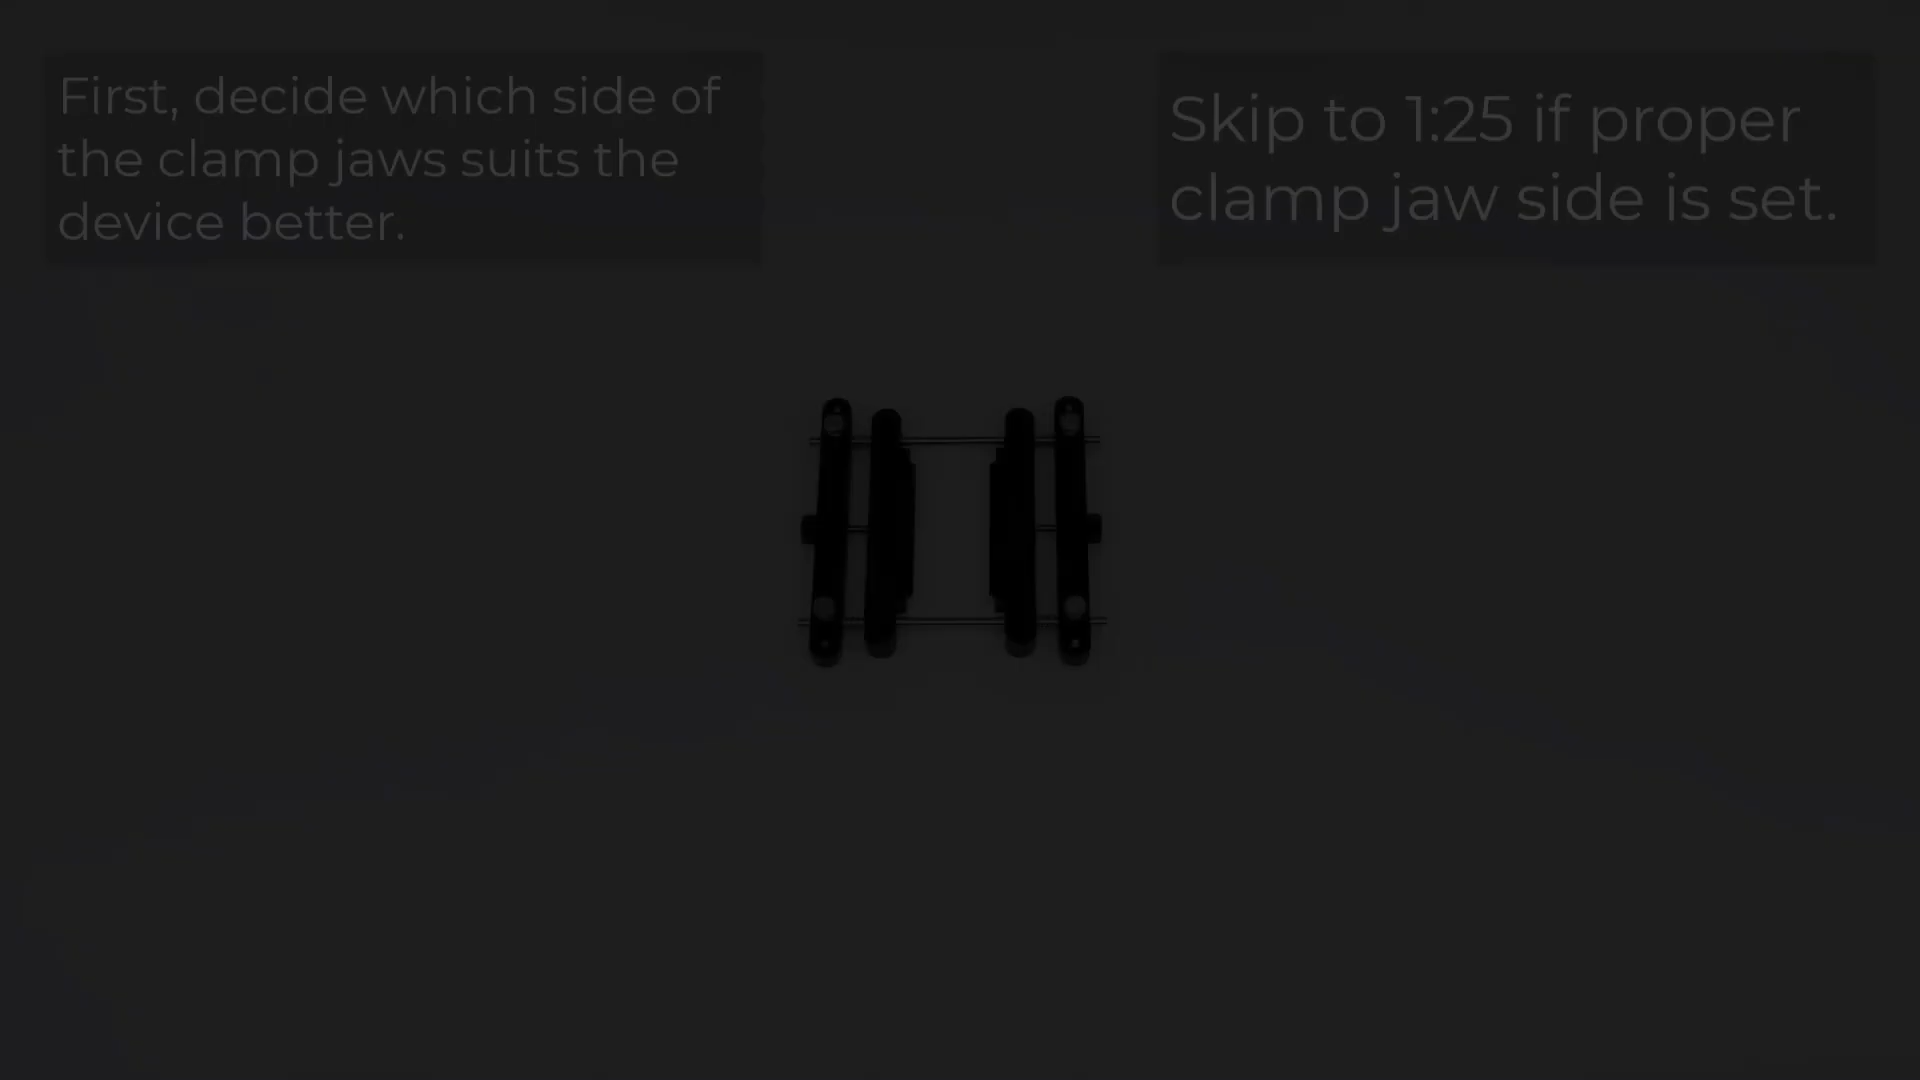 First, decide which side of
the clamp jaws suits the
device better.
Skip to 1:25 if proper
clamp jaw side is set.